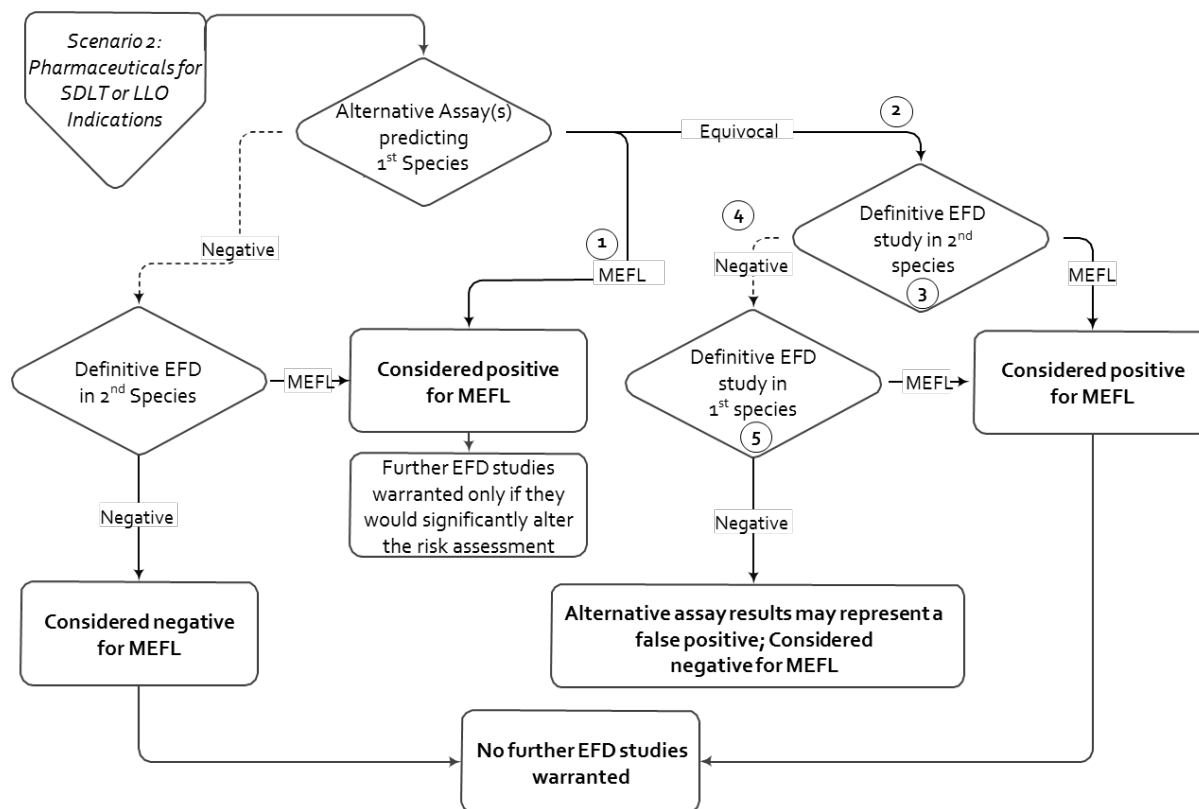 Scenario 2:
Pharmaceuticals for
SDLT or LLO
Indications
Alternative Assay(s)
predicting
1st Species
Equivocal
2
Negative
1
MEFL
4
Negative
Definitive EFD
study in 2nd
species
3
MEFL
Definitive EFD
in 2nd Species
MEFL
Considered positive
for MEFL
Definitive EFD
study in
1st species
5
MEFL
Considered positive
for MEFL
Further EFD studies
warranted only if they
would significantly alter
the risk assessment
Negative
Negative
Considered negative
for MEFL
Alternative assay results may represent a
false positive; Considered
negative for MEFL
No further EFD studies
warranted